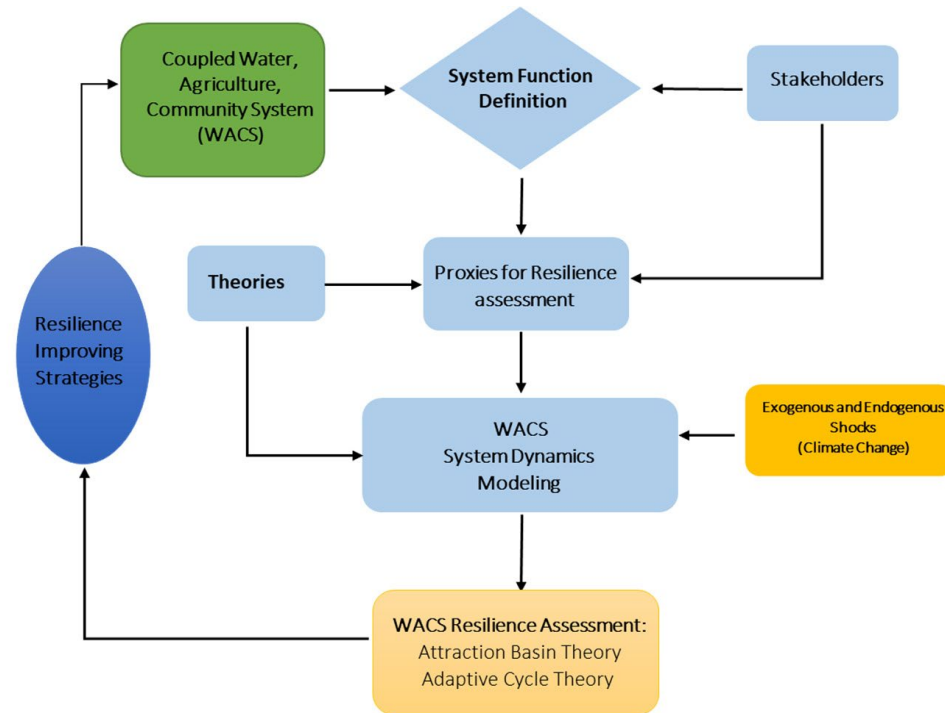 Coupled Water,
Agriculture,
Community System
(WACS)
System Function
Definition
Stakeholders
Theories
Proxies for Resilience
assessment
Resilience
Improving
Strategies
WACS
System Dynamics
Modeling
Exogenous and Endogenous
Shocks
(Climate Change)
WACS Resilience Assessment:
Attraction Basin Theory
Adaptive Cycle Theory